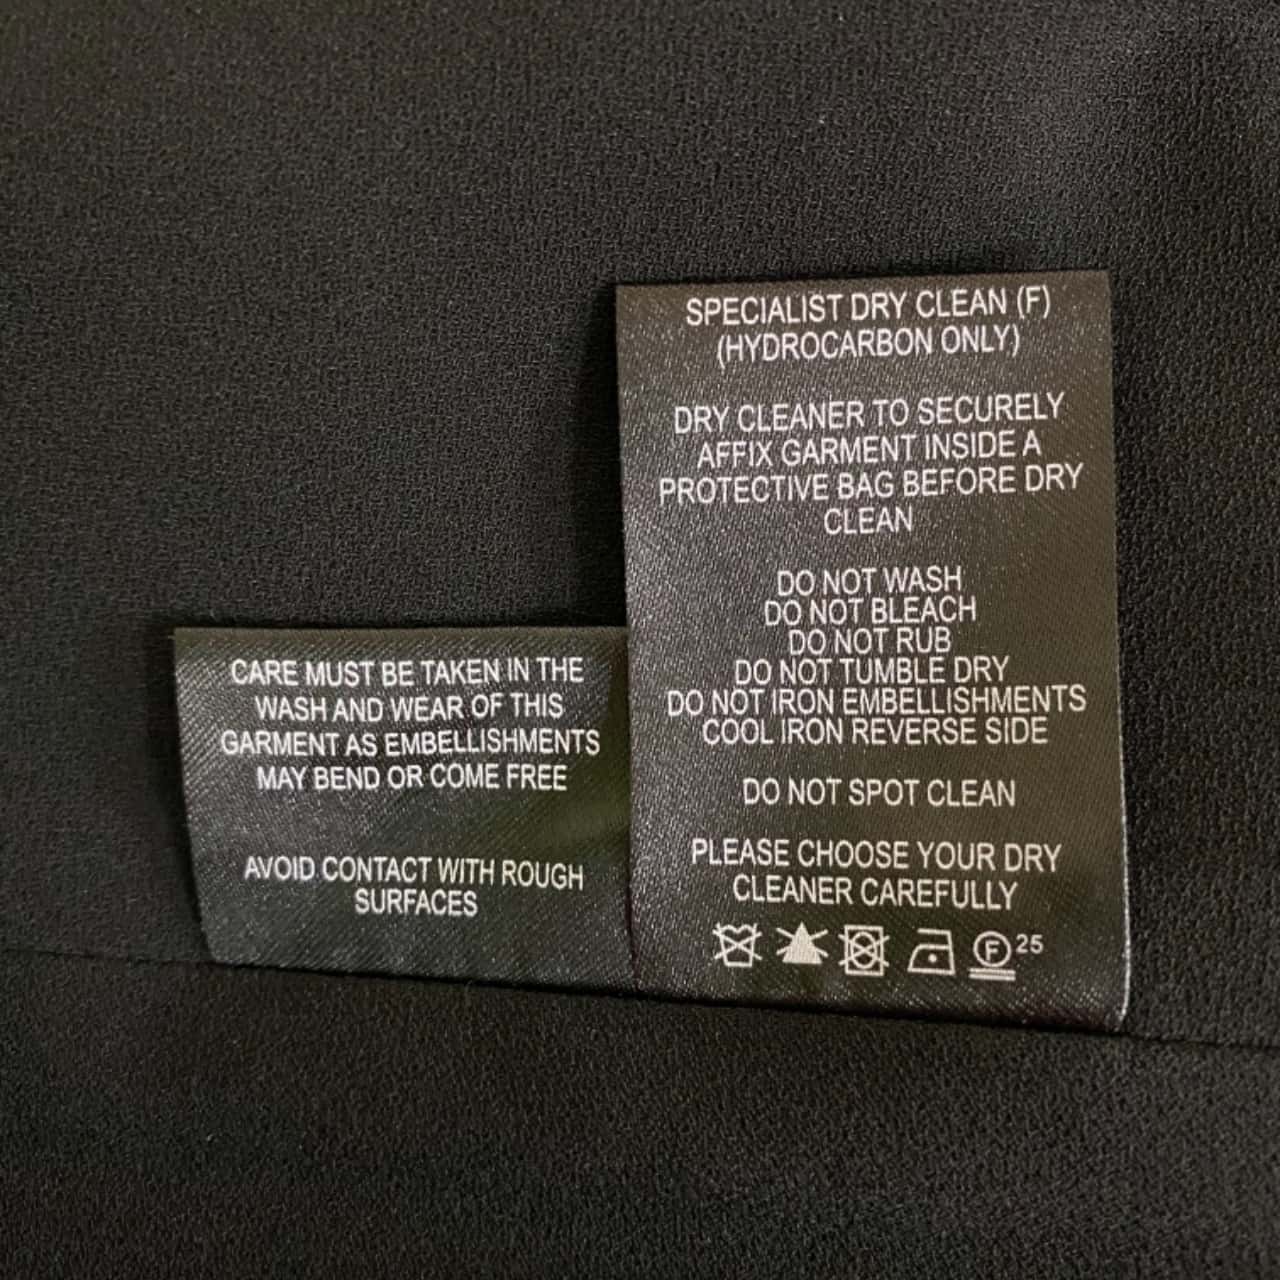 SPECIALIST DRY CLEAN (F)
(HYDROCARBON ONLY)
DRY CLEANER TO SECURELY
AFFIX GARMENT INSIDE A
PROTECTIVE BAG BEFORE DRY
CLEAN
DO NOT WASH
DO NOT BLEACH
DO NOT RUB
DO NOT TUMBLE DRY
DO NOT IRON EMBELLISHMENTS
COOL IRON REVERSE SIDE
DO NOT SPOT CLEAN
PLEASE CHOOSE YOUR DRY
CLEANER CAREFULLY
F 25
CARE MUST BE TAKEN IN THE
WASH AND WEAR OF THIS
GARMENT AS EMBELLISHMENTS
MAY BEND OR COME FREE
AVOID CONTACT WITH ROUGH
SURFACES